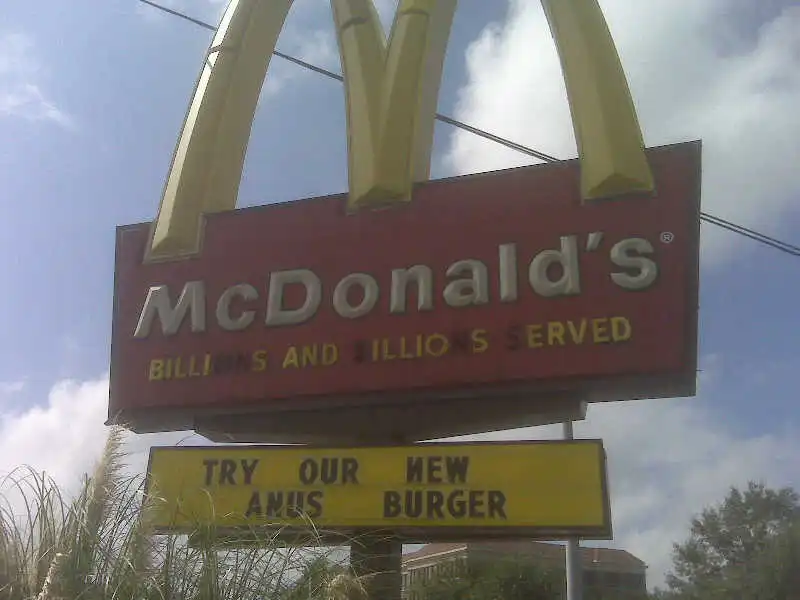 McDonald's®
BILLIONS AND BILLIONS SERVED
TRY OUR NEW
ANUS BURGER